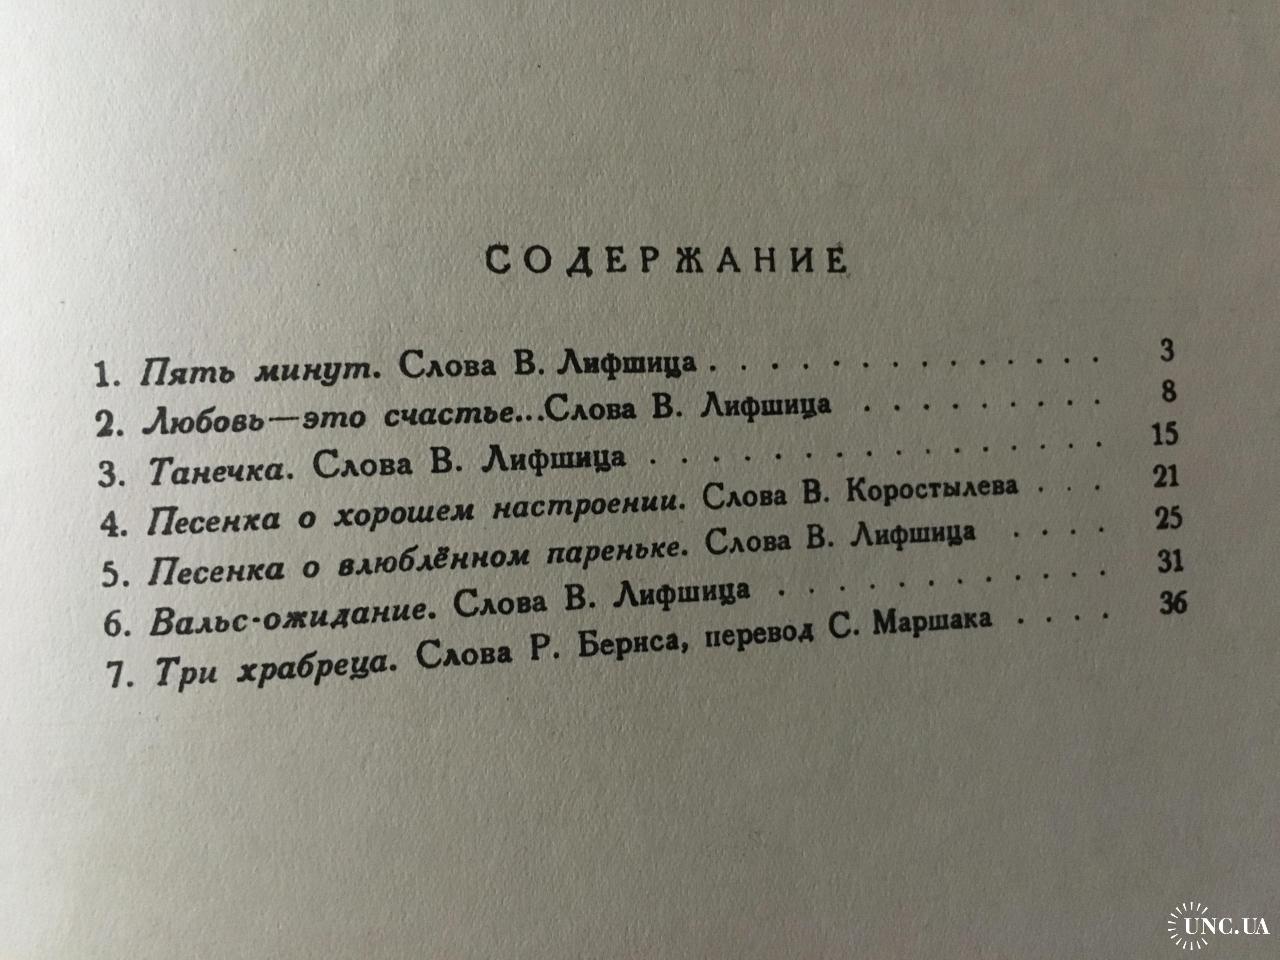 СОДЕРЖАНИЕ
1. Пять минут. Слова В. Лифшица . . . . . . . . . . . . . 3
2. Любовь—это счастье...Слова В. Лифшица . . . . . . . . 8
3. Танечка. Слова В. Лифшица . . . . . . . . . . . . . . . 15
4. Песенка о хорошем настроении. Слова В. Коростылева . . . 21
5. Песенка о влюблённом пареньке. Слова В. Лифшица . . . . 25
6. Вальс-ожидание. Слова В. Лифшица . . . . . . . . . . . 31
7. Три храбреца. Слова Р. Бернса, перевод С. Маршака . . . . 36
UNC.UA